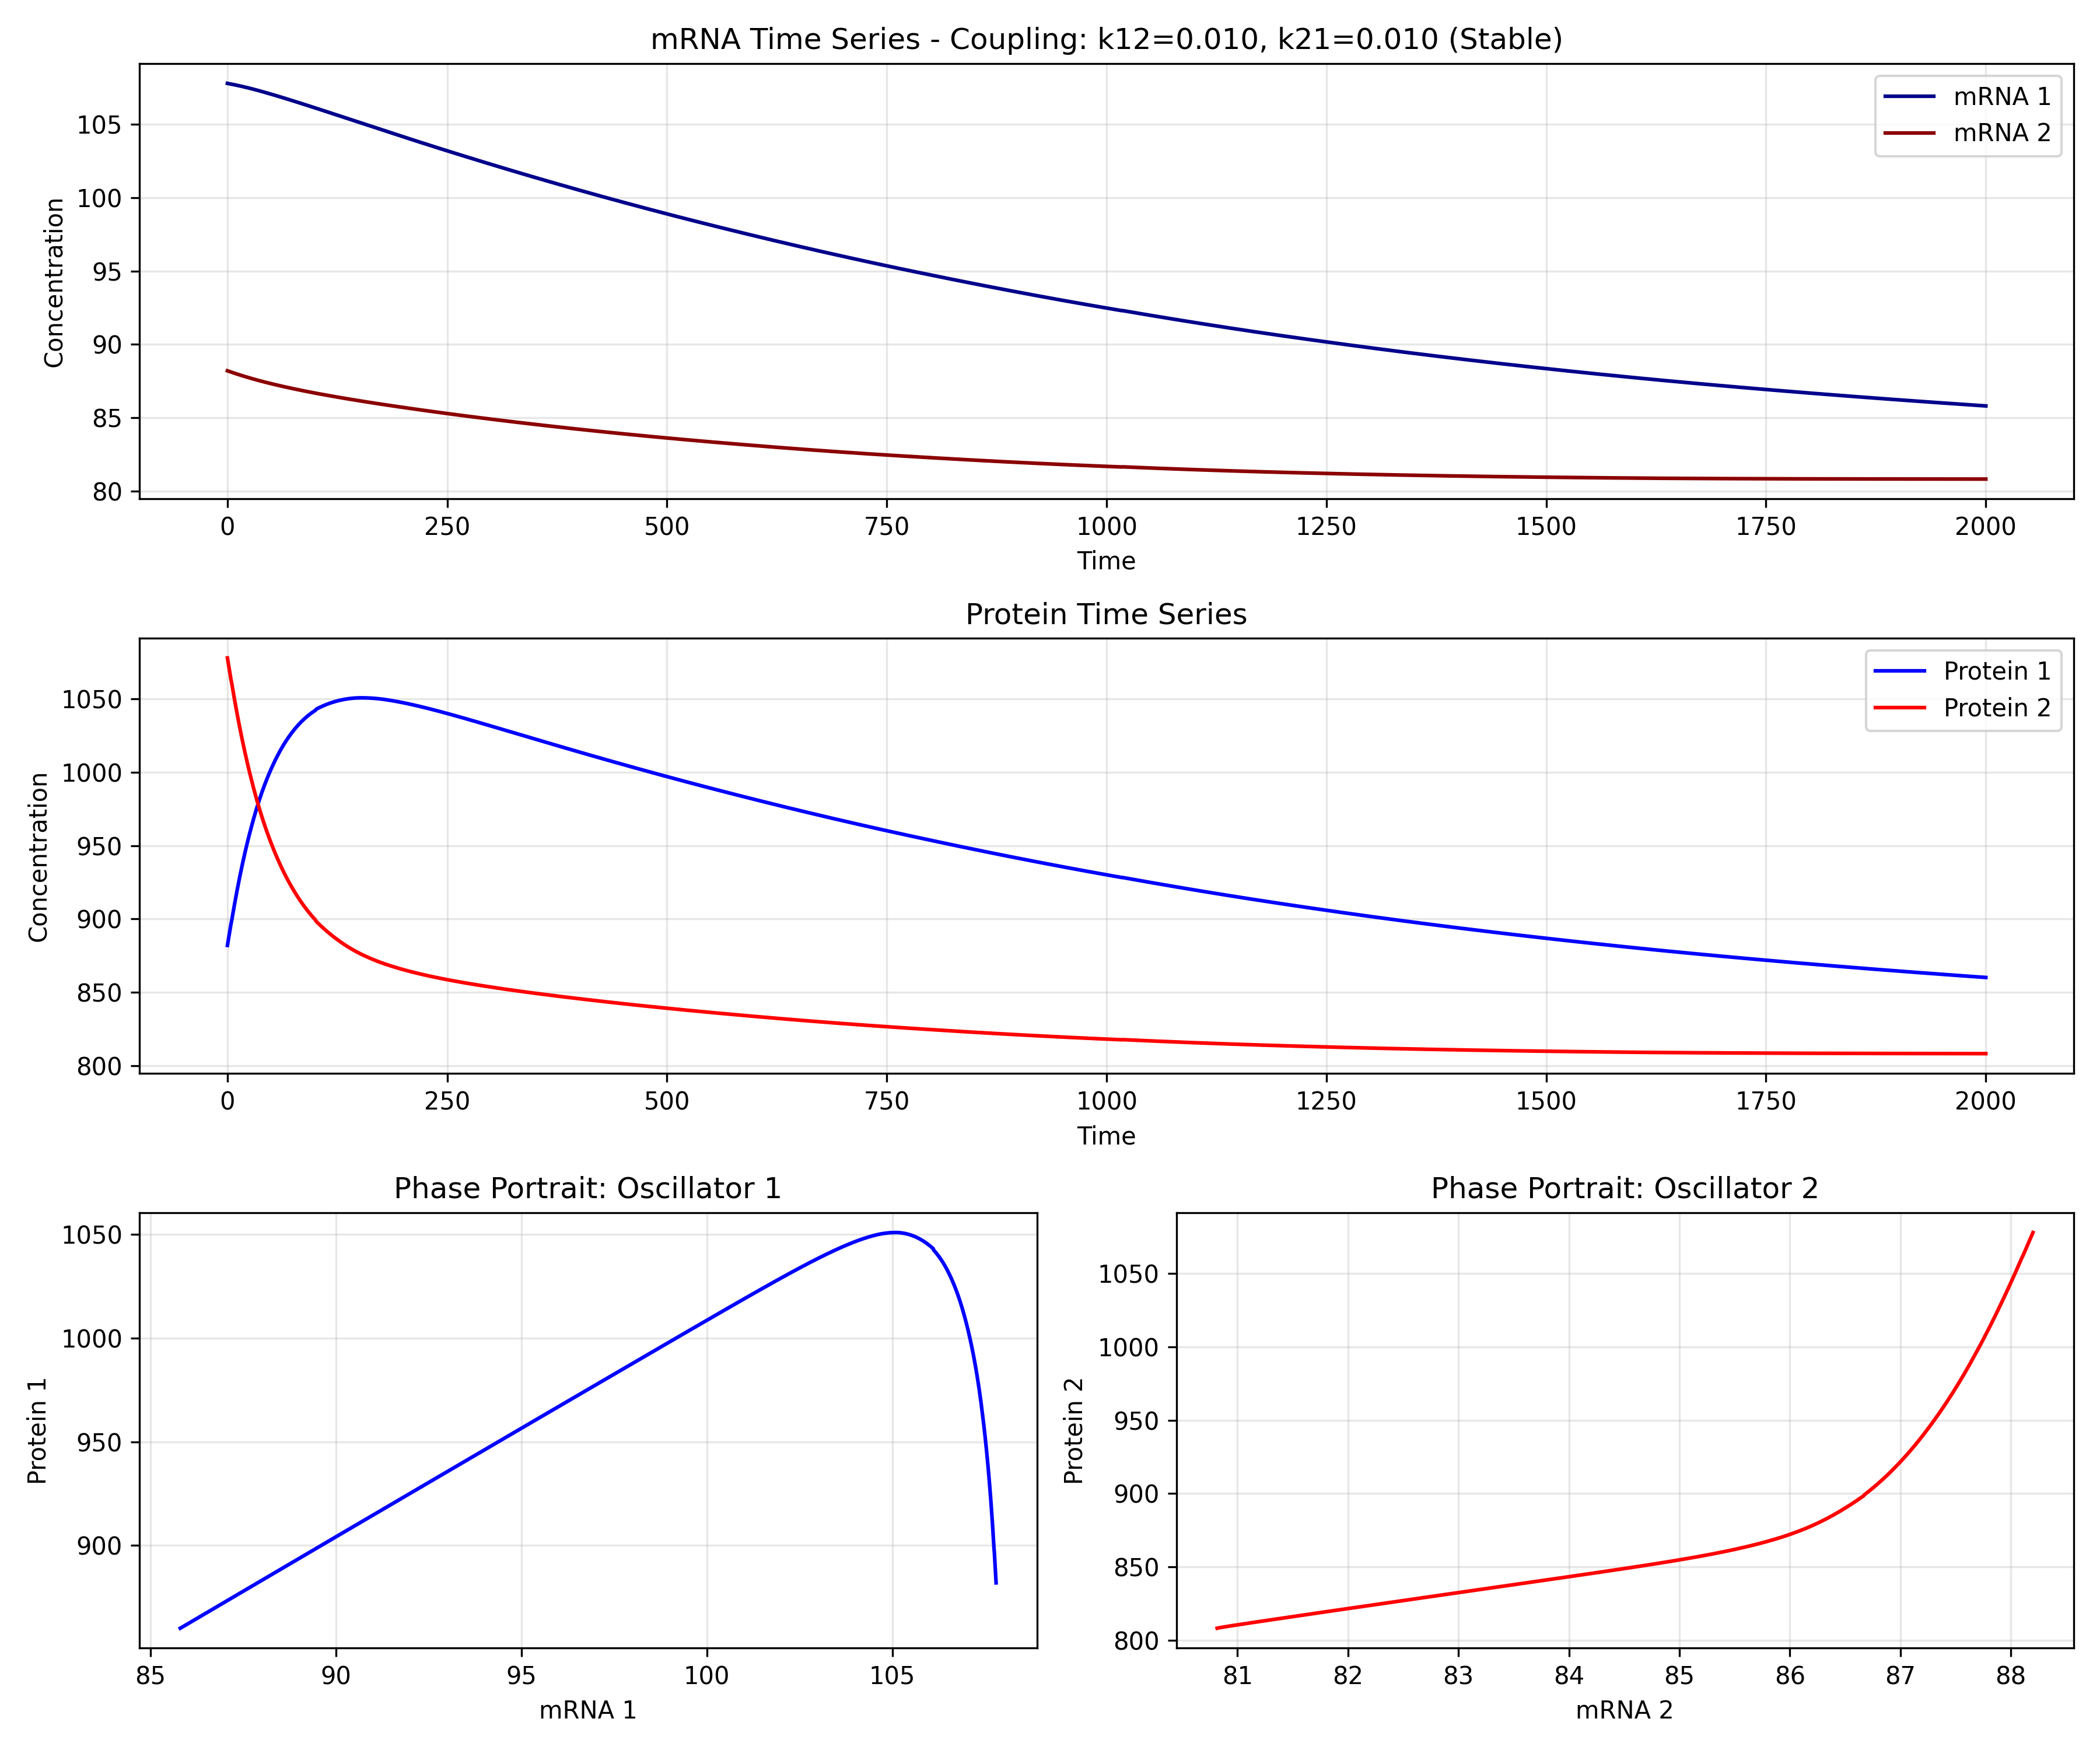 mRNA Time Series - Coupling: k12=0.010, k21=0.010 (Stable)
Concentration
105
100
95
90
85
80
mRNA 1
mRNA 2
0 250 500 750 1000 1250 1500 1750 2000
Time
Protein Time Series
Concentration
1050
1000
950
900
850
800
Protein 1
Protein 2
0 250 500 750 1000 1250 1500 1750 2000
Time
Phase Portrait: Oscillator 1
Protein 1
1050
1000
950
900
85 90 95 100 105
mRNA 1
Phase Portrait: Oscillator 2
Protein 2
1050
1000
950
900
850
800
81 82 83 84 85 86 87 88
mRNA 2